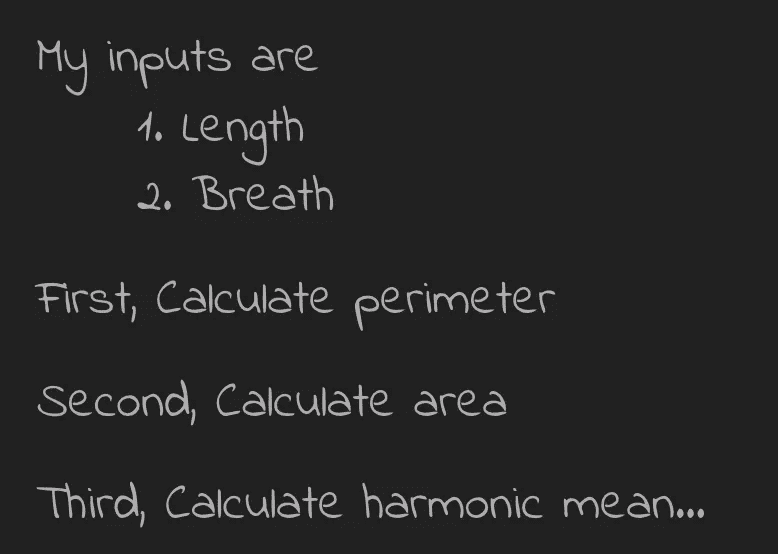 My inputs are
1. Length
2. Breath
First, Calculate perimeter
Second, Calculate area
Third, Calculate harmonic mean...